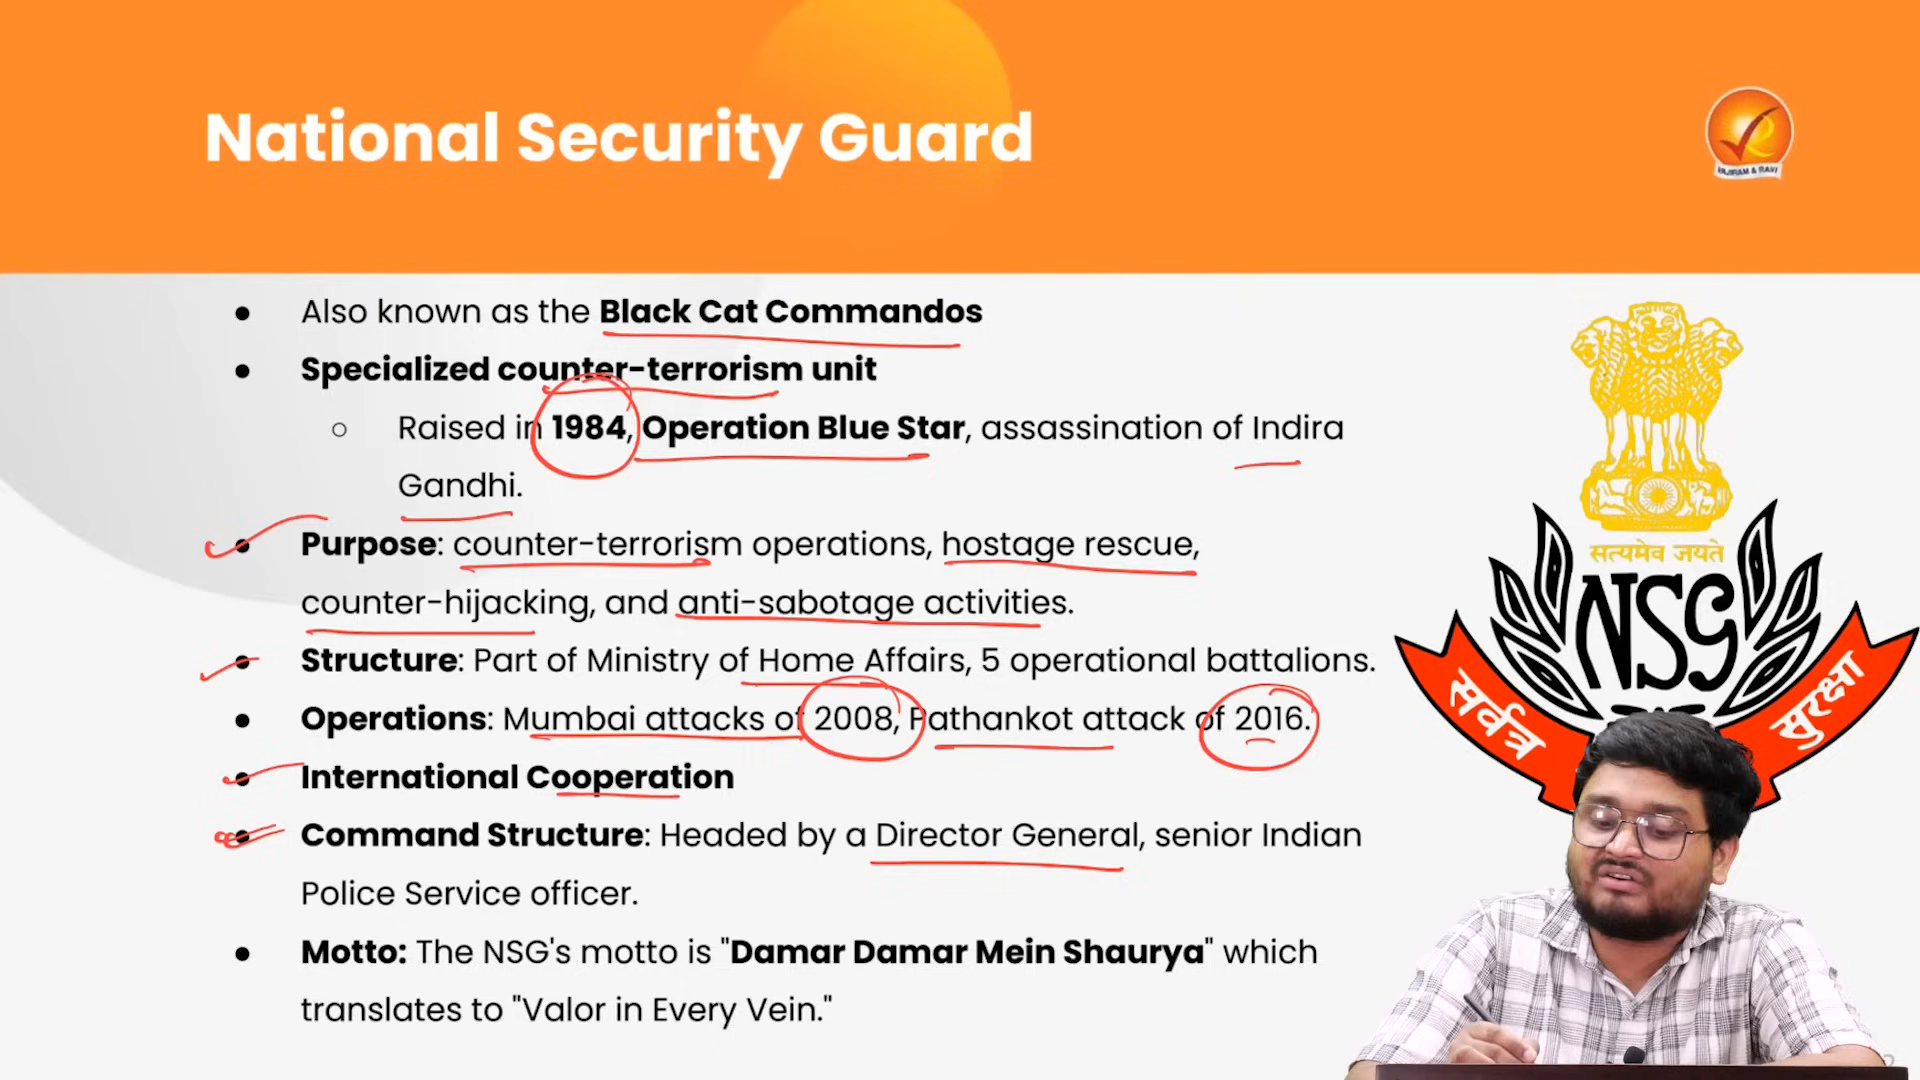 National Security Guard
VAJIRAM & RAVI
● Also known as the Black Cat Commandos
● Specialized counter-terrorism unit
○ Raised in 1984, Operation Blue Star, assassination of Indira
Gandhi.
● Purpose: counter-terrorism operations, hostage rescue,
counter-hijacking, and anti-sabotage activities.
● Structure: Part of Ministry of Home Affairs, 5 operational battalions.
● Operations: Mumbai attacks of 2008, Pathankot attack of 2016.
● International Cooperation
● Command Structure: Headed by a Director General, senior Indian
Police Service officer.
● Motto: The NSG's motto is "Damar Damar Mein Shaurya" which
translates to "Valor in Every Vein."
सत्यमेव जयते
NSG
सर्वत्र
सुरक्षा